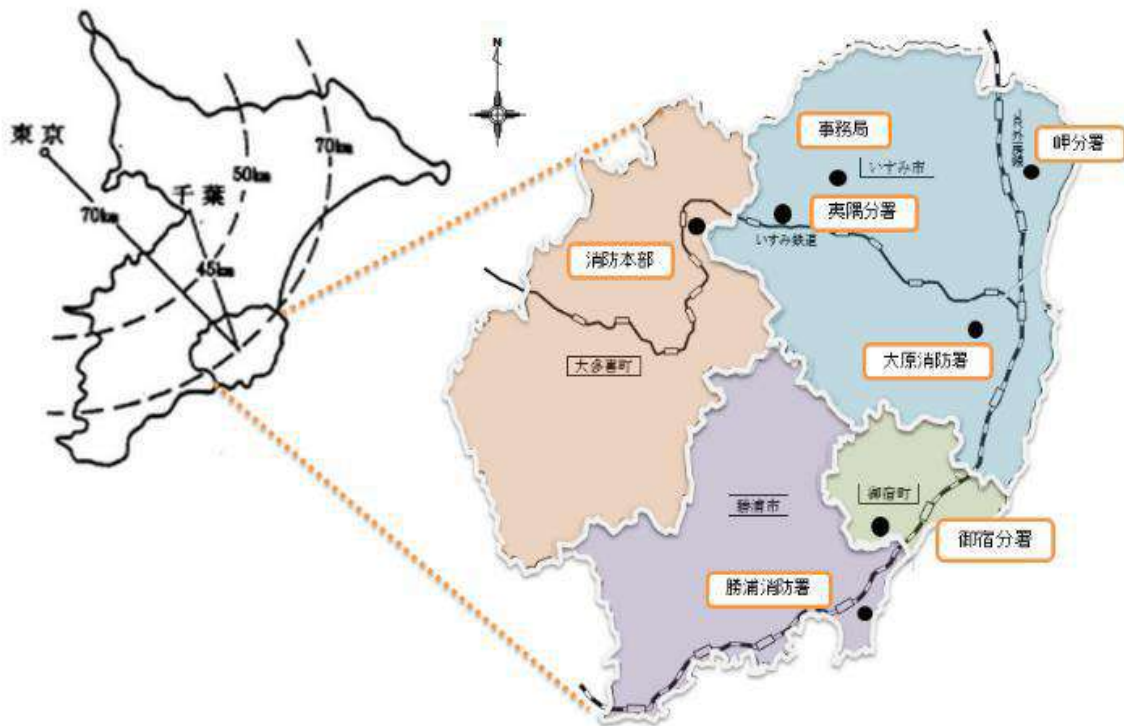 東京
千葉
70km
50km
70km
45km
N
事務局
いすみ市
岬分署
夷隅分署
いすみ鉄道
消防本部
大多喜町
大原消防署
御宿町
勝浦市
御宿分署
勝浦消防署